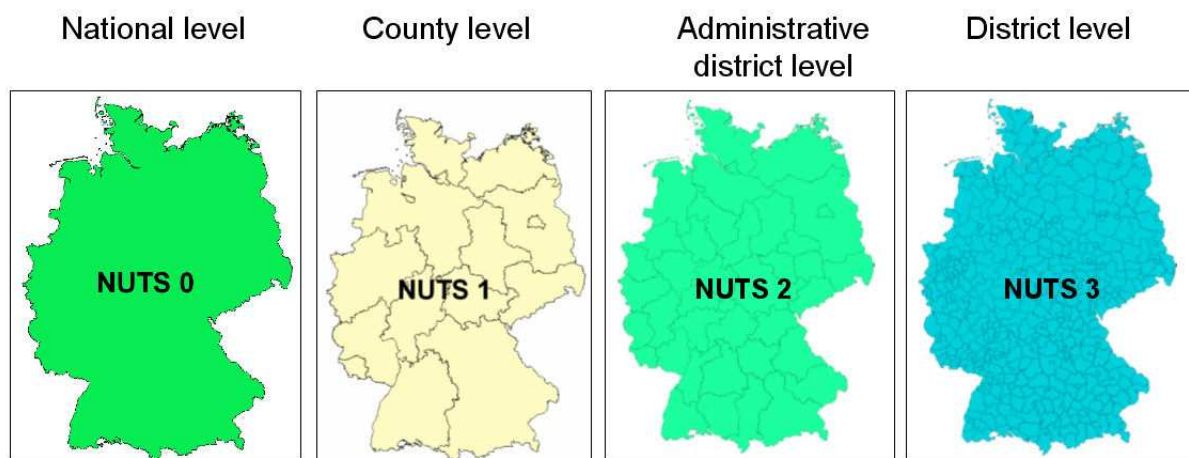 National level
County level
Administrative
district level
District level
NUTS 0
NUTS 1
NUTS 2
NUTS 3